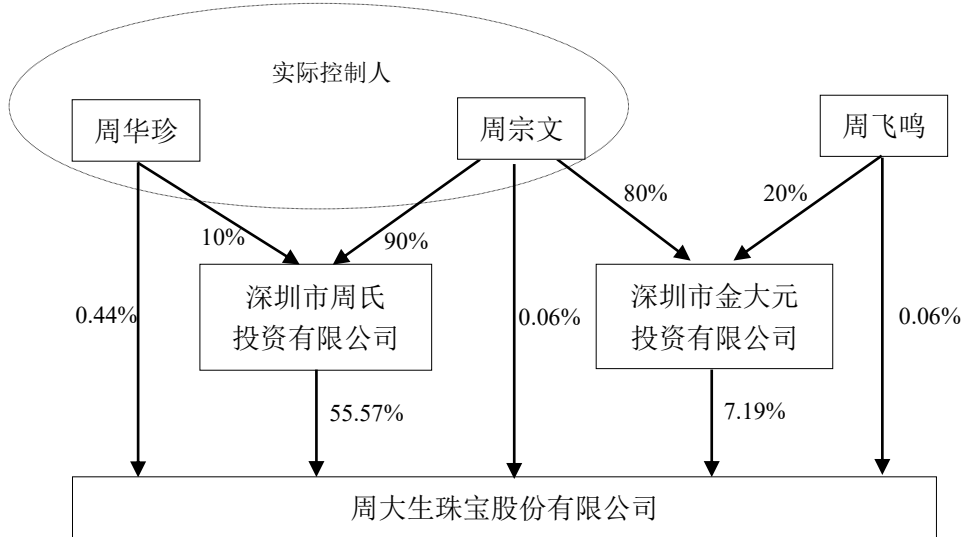 实际控制人
周华珍
周宗文
周飞鸣
80%
20%
10%
90%
深圳市周氏
投资有限公司
深圳市金大元
投资有限公司
0.44%
0.06%
0.06%
55.57%
7.19%
周大生珠宝股份有限公司